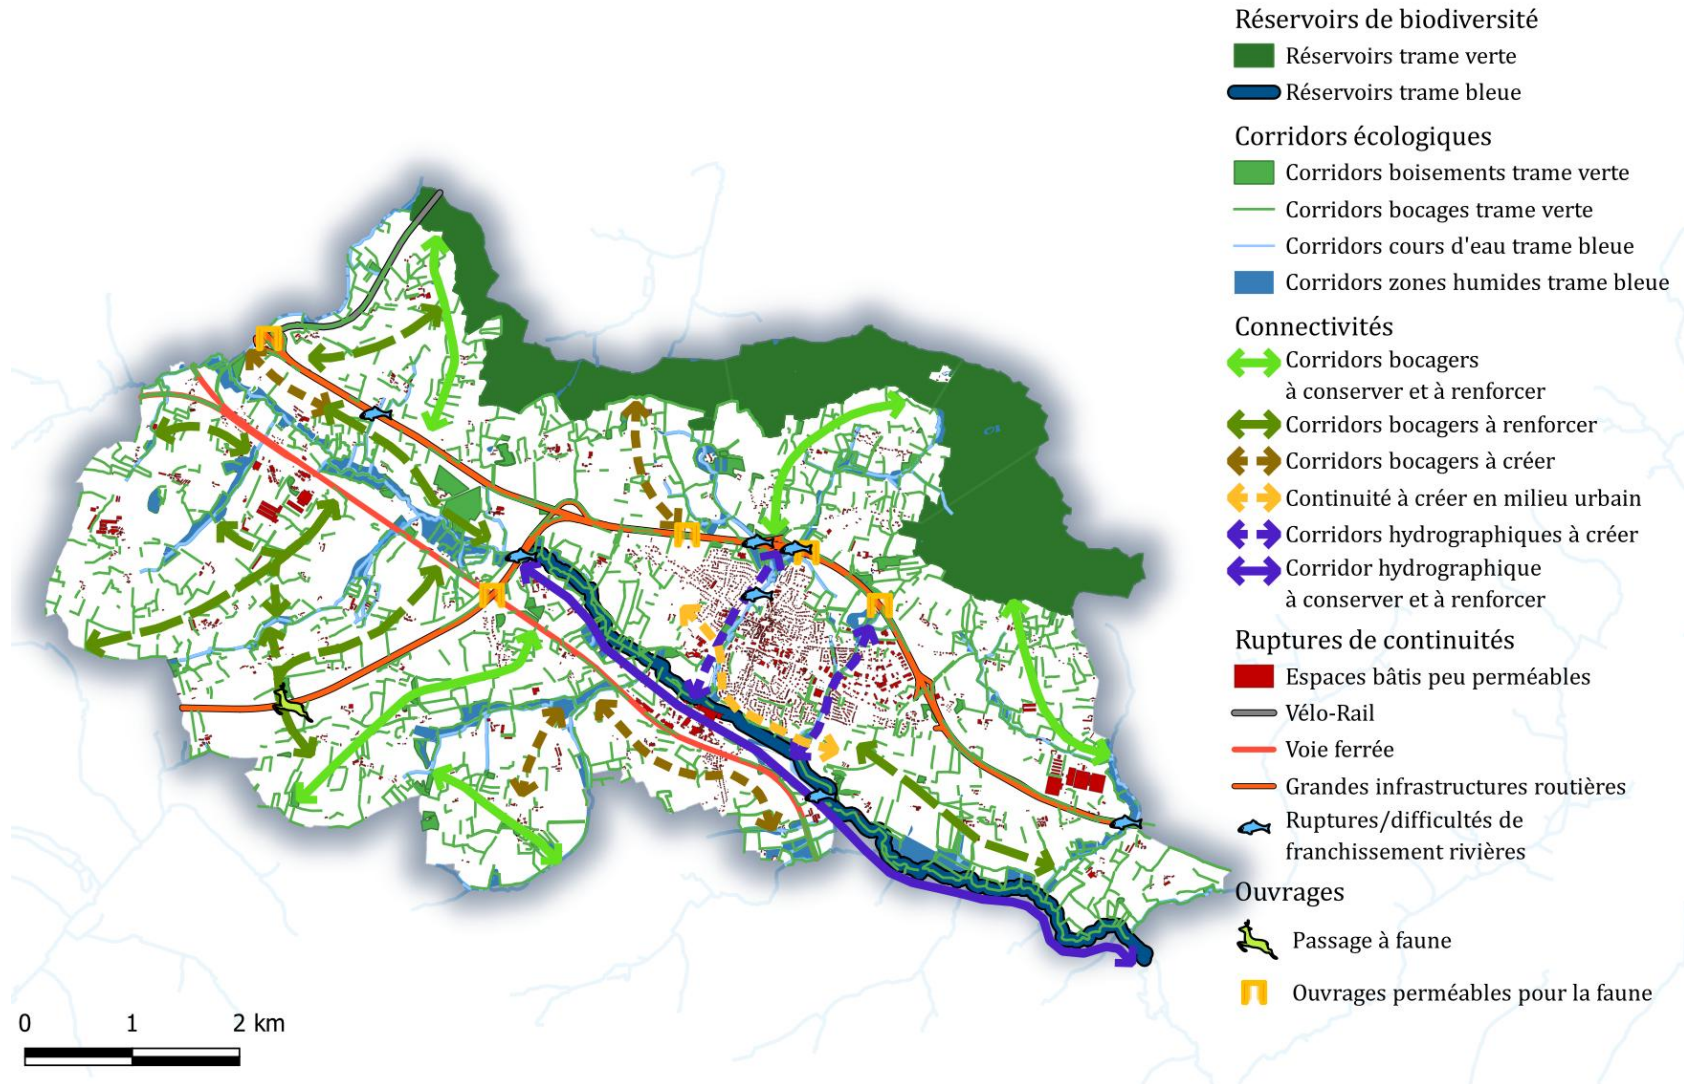 Réservoirs de biodiversité
Réservoirs trame verte
Réservoirs trame bleue
Corridors écologiques
Corridors boisements trame verte
Corridors bocages trame verte
Corridors cours d'eau trame bleue
Corridors zones humides trame bleue
Connectivités
Corridors bocagers
à conserver et à renforcer
Corridors bocagers à renforcer
Corridors bocagers à créer
Continuité à créer en milieu urbain
Corridors hydrographiques à créer
Corridor hydrographique
à conserver et à renforcer
Ruptures de continuités
Espaces bâtis peu perméables
Vélo-Rail
Voie ferrée
Grandes infrastructures routières
Ruptures/difficultés de
franchissement rivières
Ouvrages
Passage à faune
Ouvrages perméables pour la faune
0 1 2 km